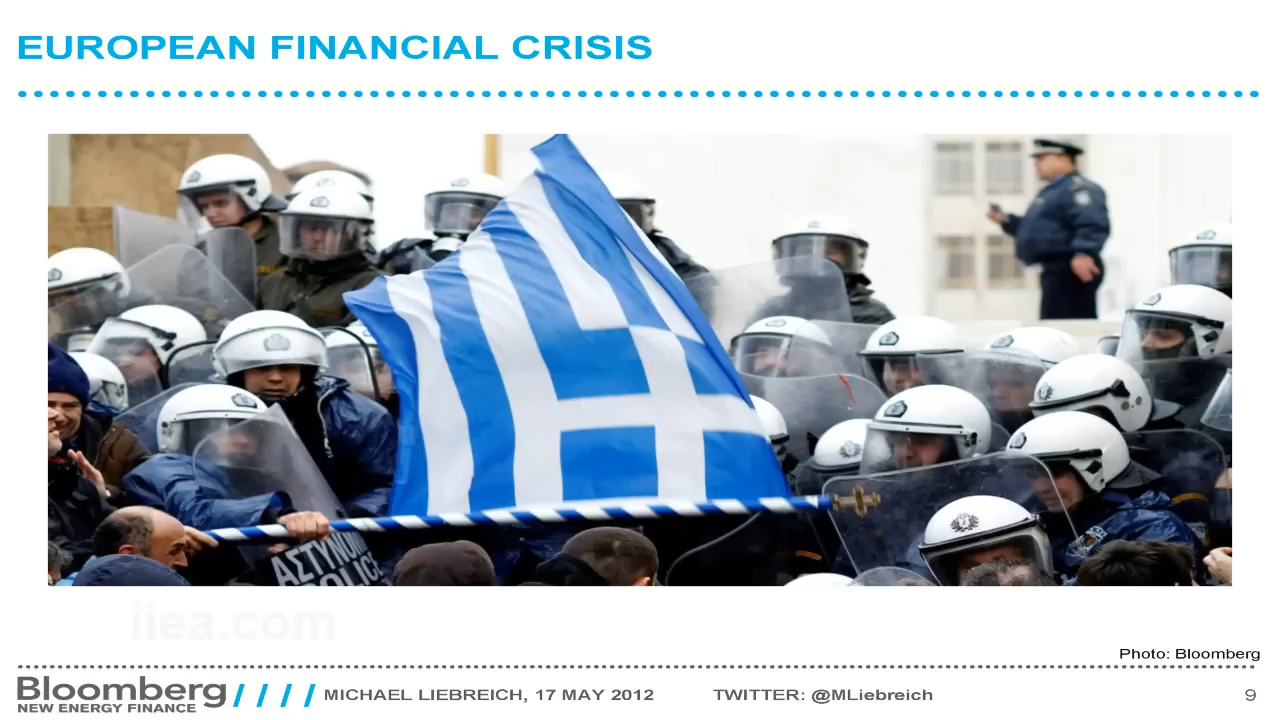 EUROPEAN FINANCIAL CRISIS
ΑΣΤΥΝΟΜ
POLICE
iiea.com
Photo: Bloomberg
Bloomberg
NEW ENERGY FINANCE
MICHAEL LIEBREICH, 17 MAY 2012 TWITTER: @MLiebreich 9